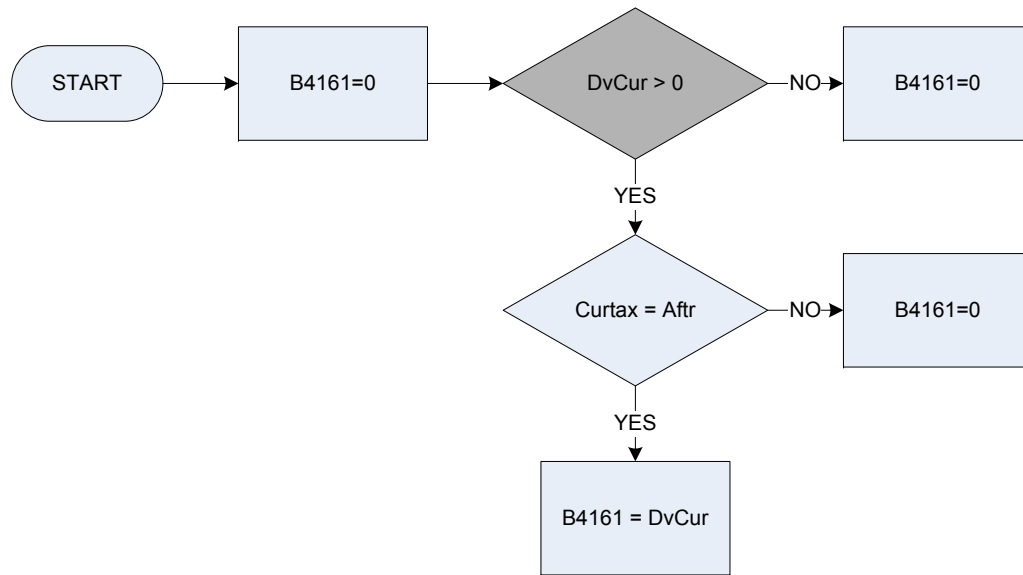 START
B4161=0
DvCur > 0
NO
B4161=0
YES
Curtax = Aftr
NO
B4161=0
YES
B4161 = DvCur